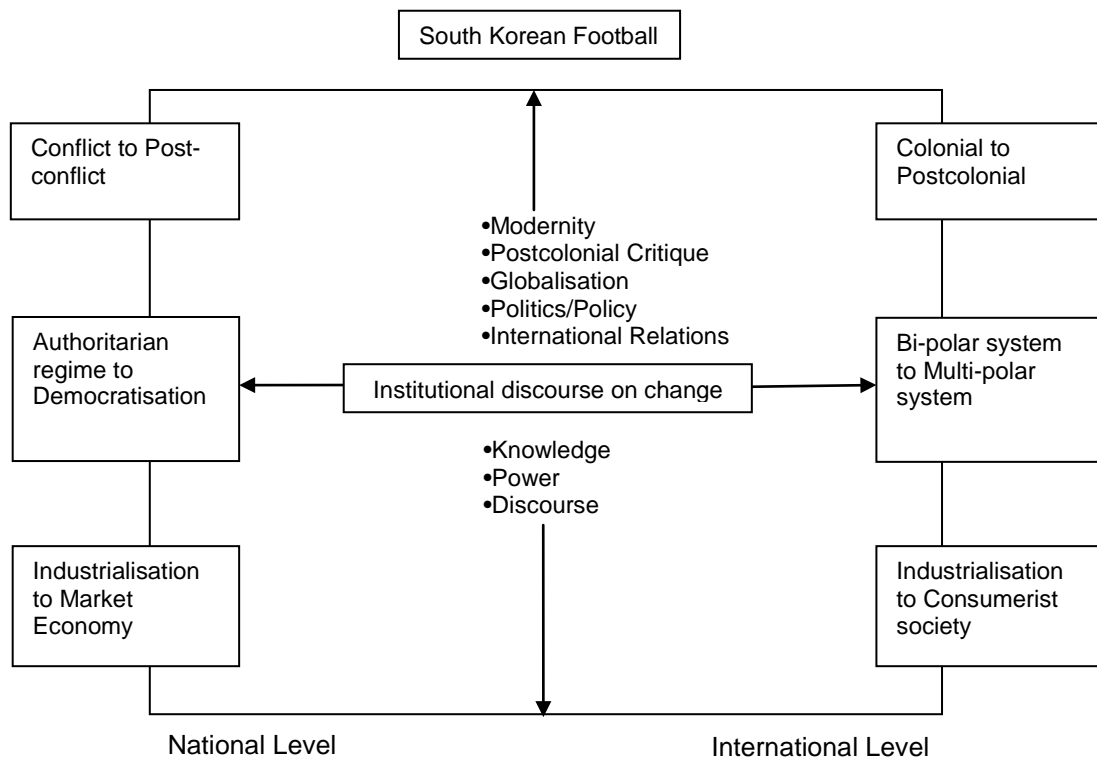 South Korean Football
Conflict to Post-
conflict
Colonial to
Postcolonial
•Modernity
•Postcolonial Critique
•Globalisation
•Politics/Policy
•International Relations
Authoritarian
regime to
Democratisation
Institutional discourse on change
Bi-polar system
to Multi-polar
system
•Knowledge
•Power
•Discourse
Industrialisation
to Market
Economy
Industrialisation
to Consumerist
society
National Level
International Level